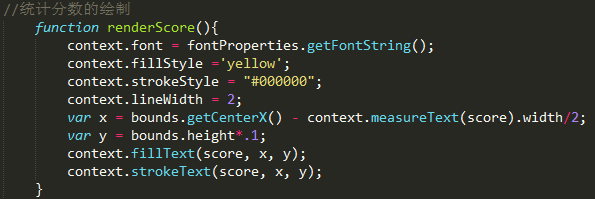 //统计分数的绘制
function renderScore(){
context.font = fontProperties.getFontString();
context.fillStyle ='yellow';
context.strokeStyle = "#000000";
context.lineWidth = 2;
var x = bounds.getCenterX() - context.measureText(score).width/2;
var y = bounds.height*.1;
context.fillText(score, x, y);
context.strokeText(score, x, y);
}